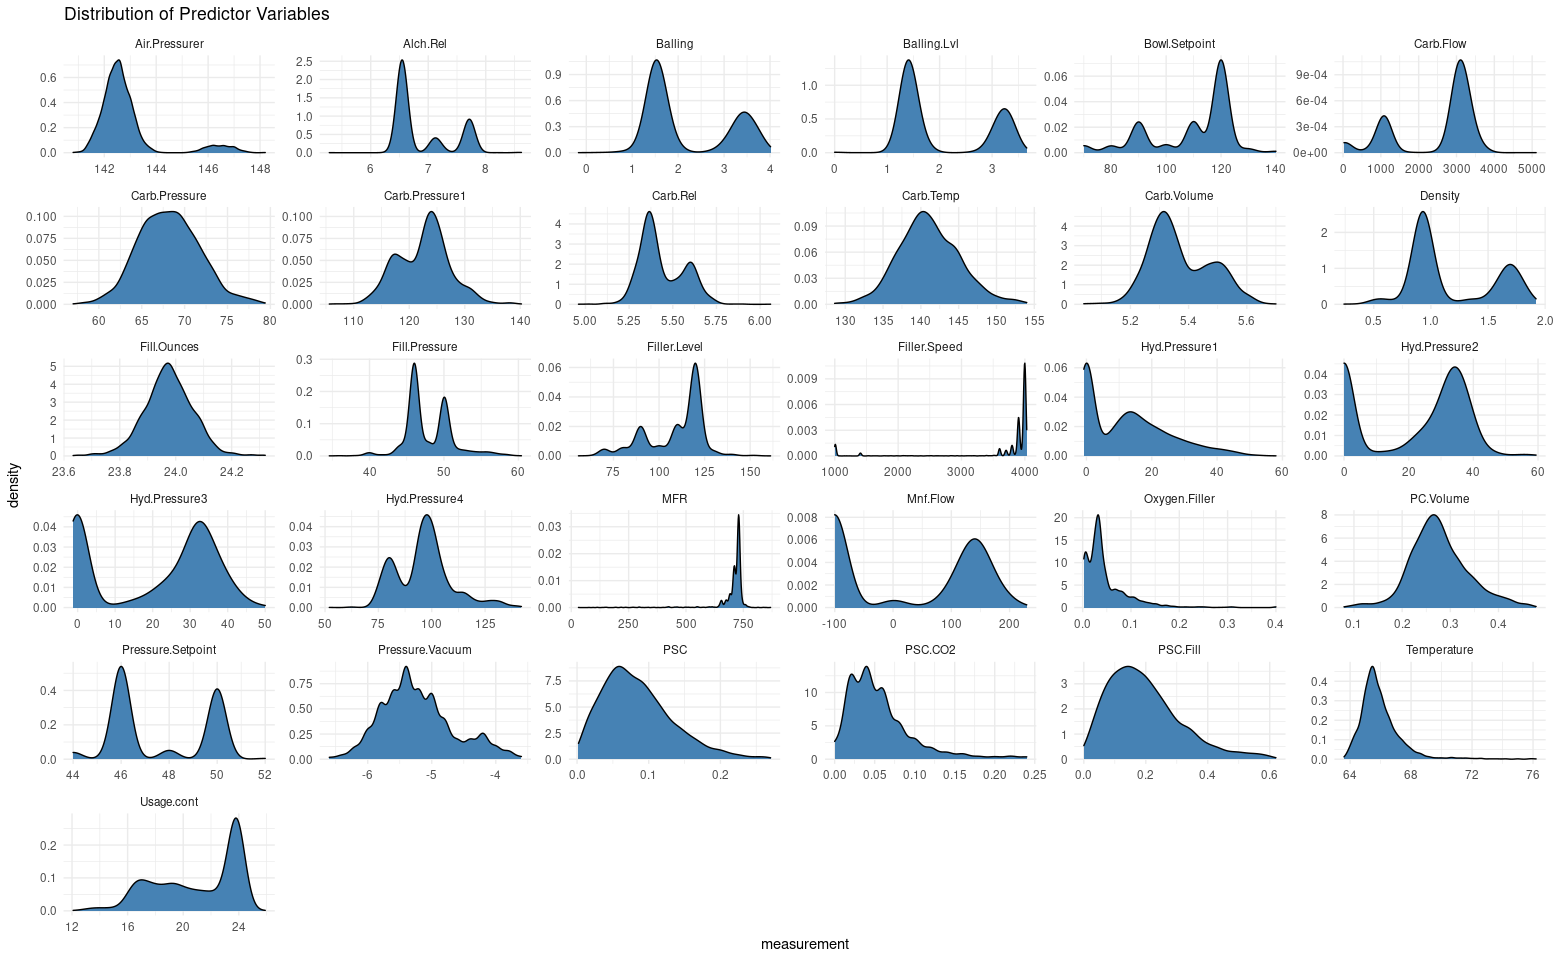 Distribution of Predictor Variables
Air.Pressurer
Alch.Rel
Balling
Balling.Lvl
Bowl.Setpoint
Carb.Flow
0.6
0.4
0.2
0.0
142 144 146 148
2.5
2.0
1.5
1.0
0.5
0.0
6 7 8
0.9
0.6
0.3
0.0
0 1 2 3 4
1.0
0.5
0.0
0 1 2 3
0.06
0.04
0.02
0.00
80 100 120 140
9e-04
6e-04
3e-04
0e+00
0 1000 2000 3000 4000 5000
Carb.Pressure
Carb.Pressure1
Carb.Rel
Carb.Temp
Carb.Volume
Density
0.100
0.075
0.050
0.025
0.000
60 65 70 75 80
0.100
0.075
0.050
0.025
0.000
110 120 130 140
4
3
2
1
0
5.00 5.25 5.50 5.75 6.00
0.09
0.06
0.03
0.00
130 135 140 145 150 155
4
3
2
1
0
5.2 5.4 5.6
2
1
0
0.5 1.0 1.5 2.0
Fill.Ounces
Fill.Pressure
Filler.Level
Filler.Speed
Hyd.Pressure1
Hyd.Pressure2
5
4
3
2
1
0
23.6 23.8 24.0 24.2
0.3
0.2
0.1
0.0
40 50 60
0.06
0.04
0.02
0.00
75 100 125 150
0.009
0.006
0.003
0.000
1000 2000 3000 4000
0.06
0.04
0.02
0.00
0 20 40 60
0.04
0.03
0.02
0.01
0.00
0 20 40 60
density
Hyd.Pressure3
Hyd.Pressure4
MFR
Mnf.Flow
Oxygen.Filler
PC.Volume
0.04
0.03
0.02
0.01
0.00
0 10 20 30 40 50
0.04
0.03
0.02
0.01
0.00
50 75 100 125
0.03
0.02
0.01
0.00
0 250 500 750
0.008
0.006
0.004
0.002
0.000
-100 0 100 200
20
15
10
5
0
0.0 0.1 0.2 0.3 0.4
8
6
4
2
0
0.1 0.2 0.3 0.4
Pressure.Setpoint
Pressure.Vacuum
PSC
PSC.CO2
PSC.Fill
Temperature
0.4
0.2
0.0
44 46 48 50 52
0.75
0.50
0.25
0.00
-6 -5 -4
7.5
5.0
2.5
0.0
0.0 0.1 0.2
10
5
0
0.00 0.05 0.10 0.15 0.20 0.25
3
2
1
0
0.0 0.2 0.4 0.6
0.4
0.3
0.2
0.1
0.0
64 68 72 76
Usage.cont
0.2
0.1
0.0
12 16 20 24
measurement